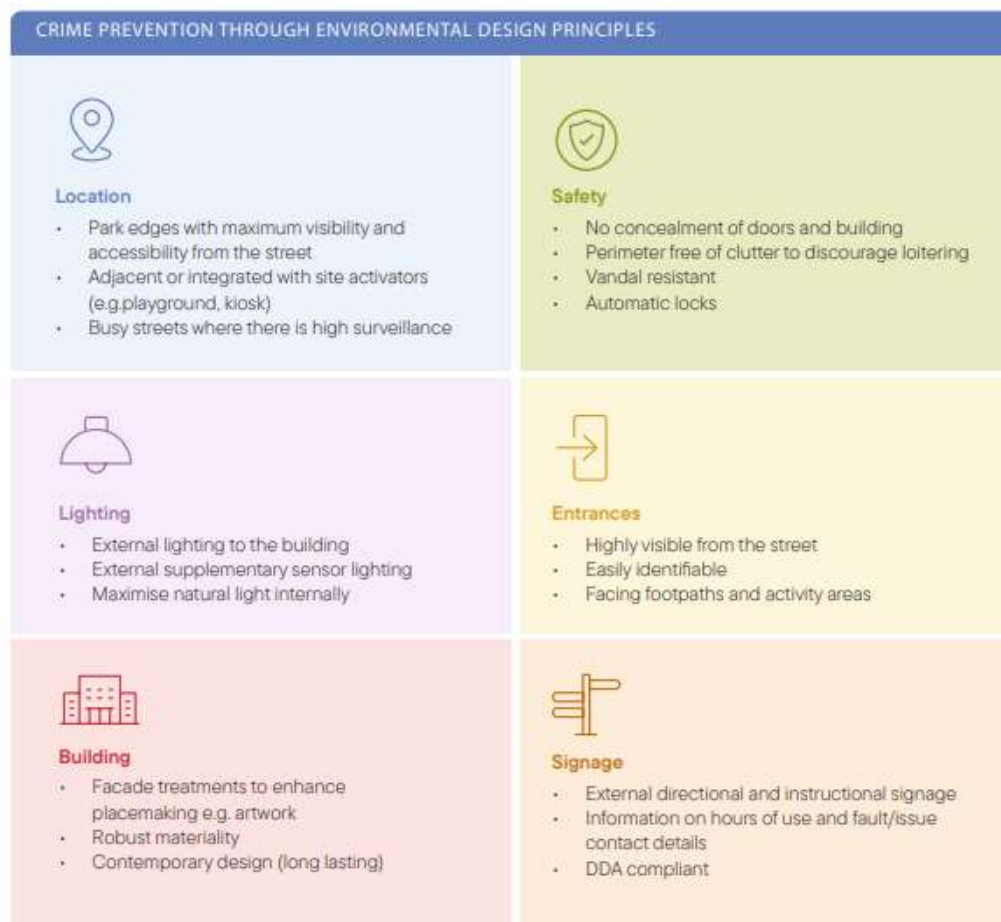 CRIME PREVENTION THROUGH ENVIRONMENTAL DESIGN PRINCIPLES
Location
• Park edges with maximum visibility and
accessibility from the street
• Adjacent or integrated with site activators
(e.g.playground, kiosk)
• Busy streets where there is high surveillance
Safety
• No concealment of doors and building
• Perimeter free of clutter to discourage loitering
• Vandal resistant
• Automatic locks
Lighting
• External lighting to the building
• External supplementary sensor lighting
• Maximise natural light internally
Entrances
• Highly visible from the street
• Easily identifiable
• Facing footpaths and activity areas
Building
• Facade treatments to enhance
placemaking e.g. artwork
• Robust materiality
• Contemporary design (long lasting)
Signage
• External directional and instructional signage
• Information on hours of use and fault/issue
contact details
• DDA compliant